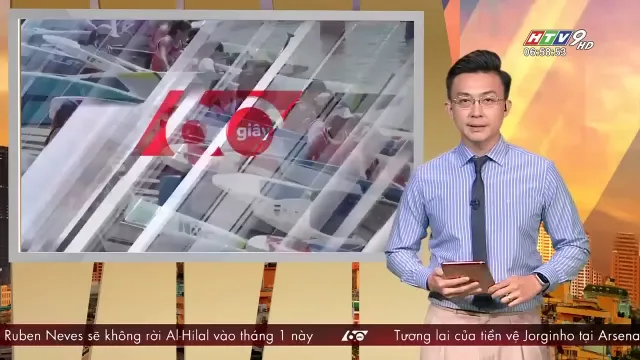 HTV9 HD
06:58:53
60 giây
Ruben Neves sẽ không rời Al-Hilal vào tháng 1 này 60 Tương lai của tiền vệ Jorginho tại Arsena